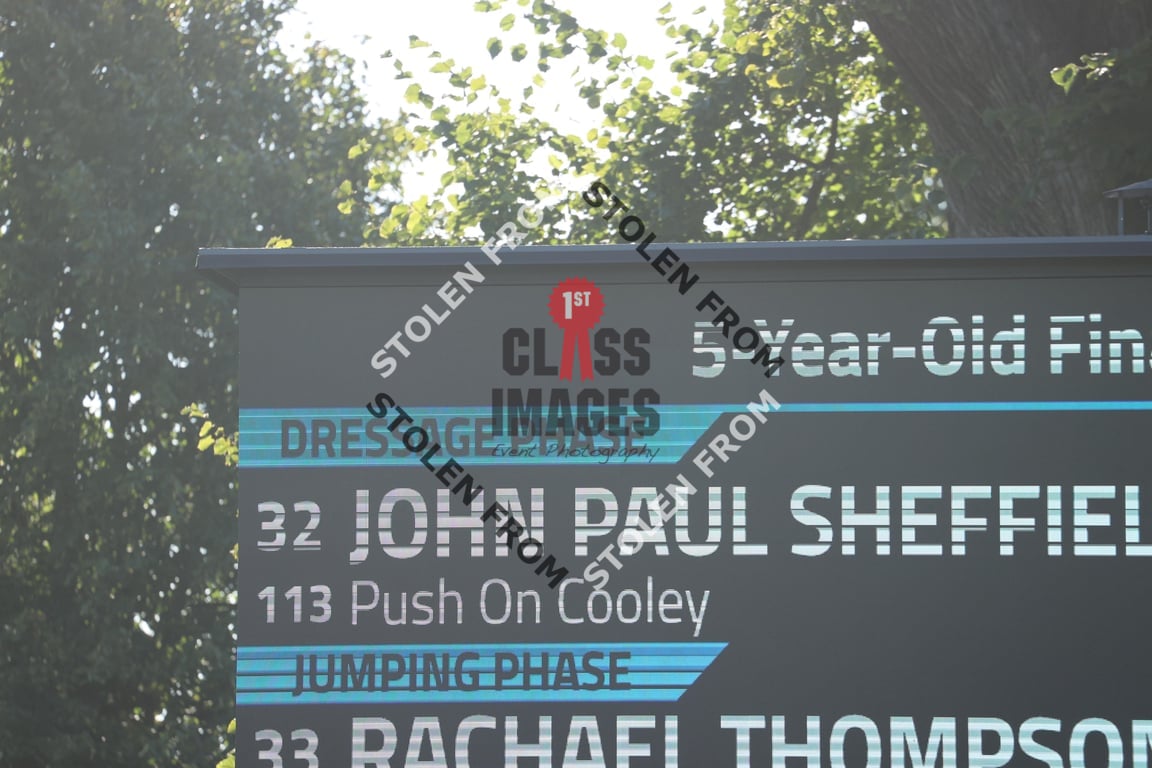 5-Year-Old Fin
DRESSAGE PHASE
32 JOHN PAUL SHEFFIEL
113 Push On Cooley
JUMPING PHASE
33 RACHAEL THOMPSON
STOLEN FROM
STOLEN FROM
1ST
CLASS
IMAGES
Event Photography
STOLEN FROM
STOLEN FROM